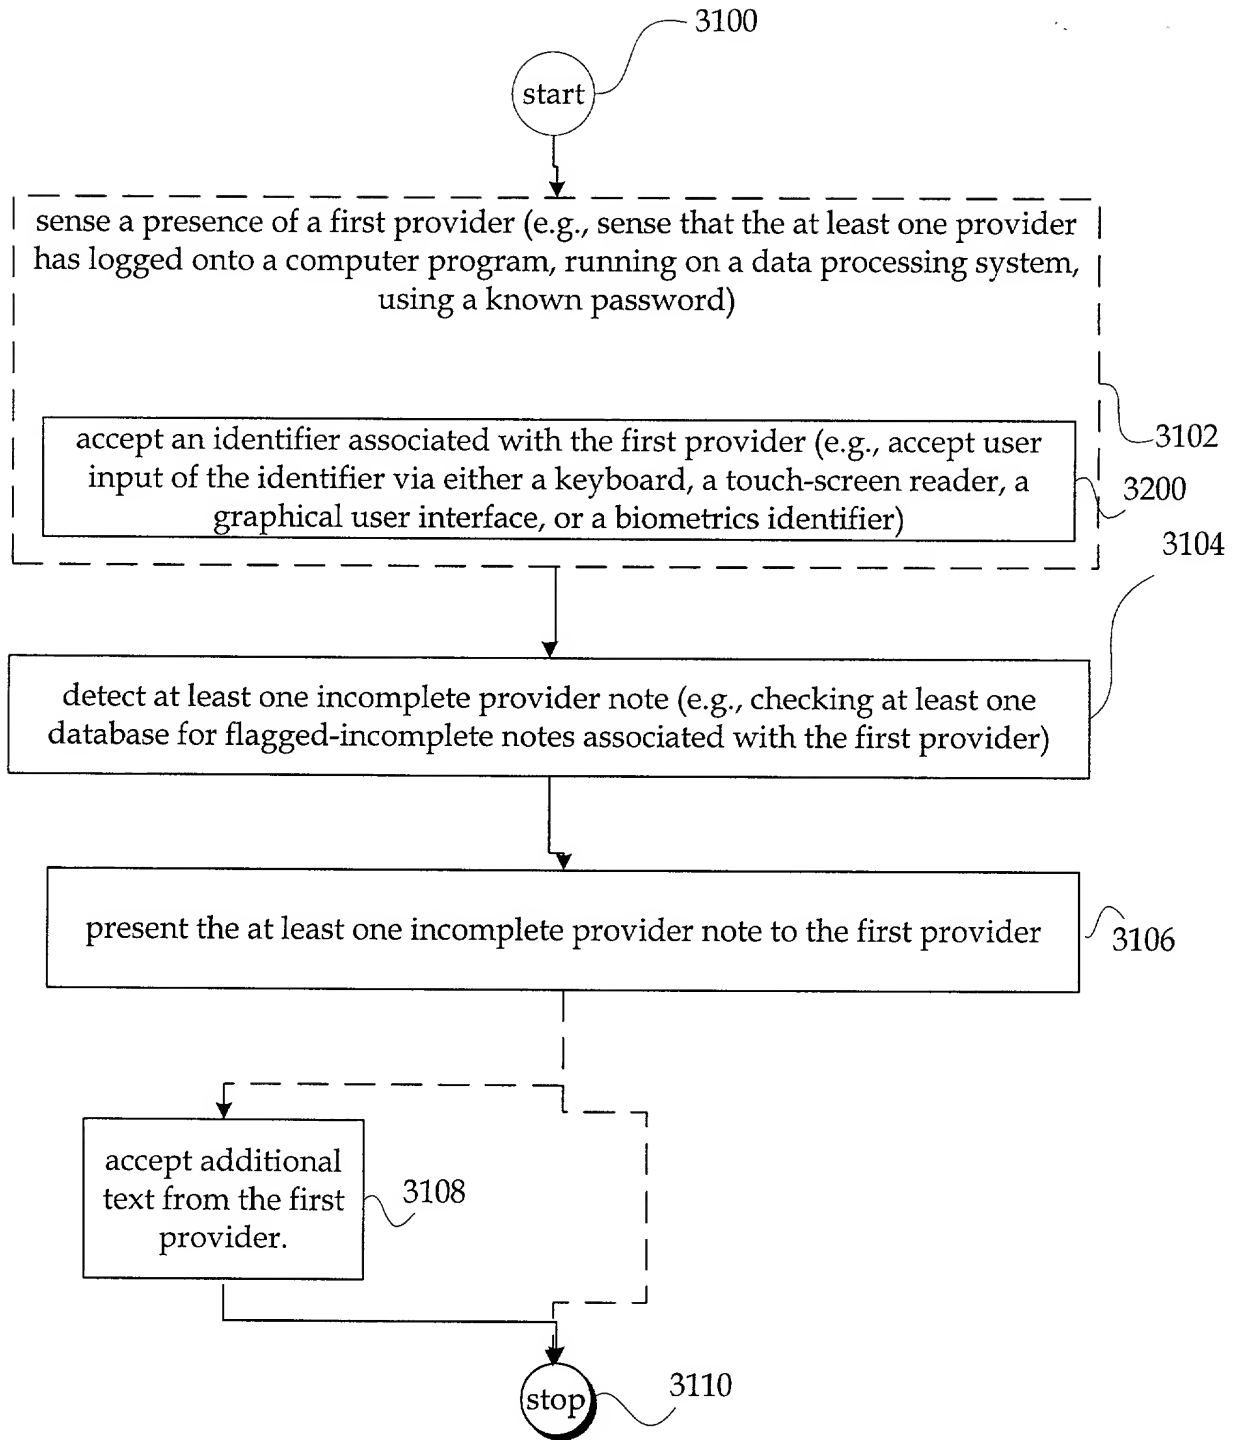 3100
start
sense a presence of a first provider (e.g., sense that the at least one provider
has logged onto a computer program, running on a data processing system,
using a known password)
3102
accept an identifier associated with the first provider (e.g., accept user
input of the identifier via either a keyboard, a touch-screen reader, a
graphical user interface, or a biometrics identifier)
3200
3104
detect at least one incomplete provider note (e.g., checking at least one
database for flagged-incomplete notes associated with the first provider)
present the at least one incomplete provider note to the first provider
3106
accept additional
text from the first
provider.
3108
stop
3110